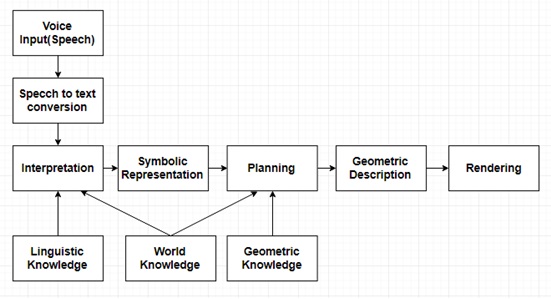 Voice
Input(Speech)
Specch to text
conversion
Interpretation
Symbolic
Representation
Planning
Geometric
Description
Rendering
Linguistic
Knowledge
World
Knowledge
Geometric
Knowledge